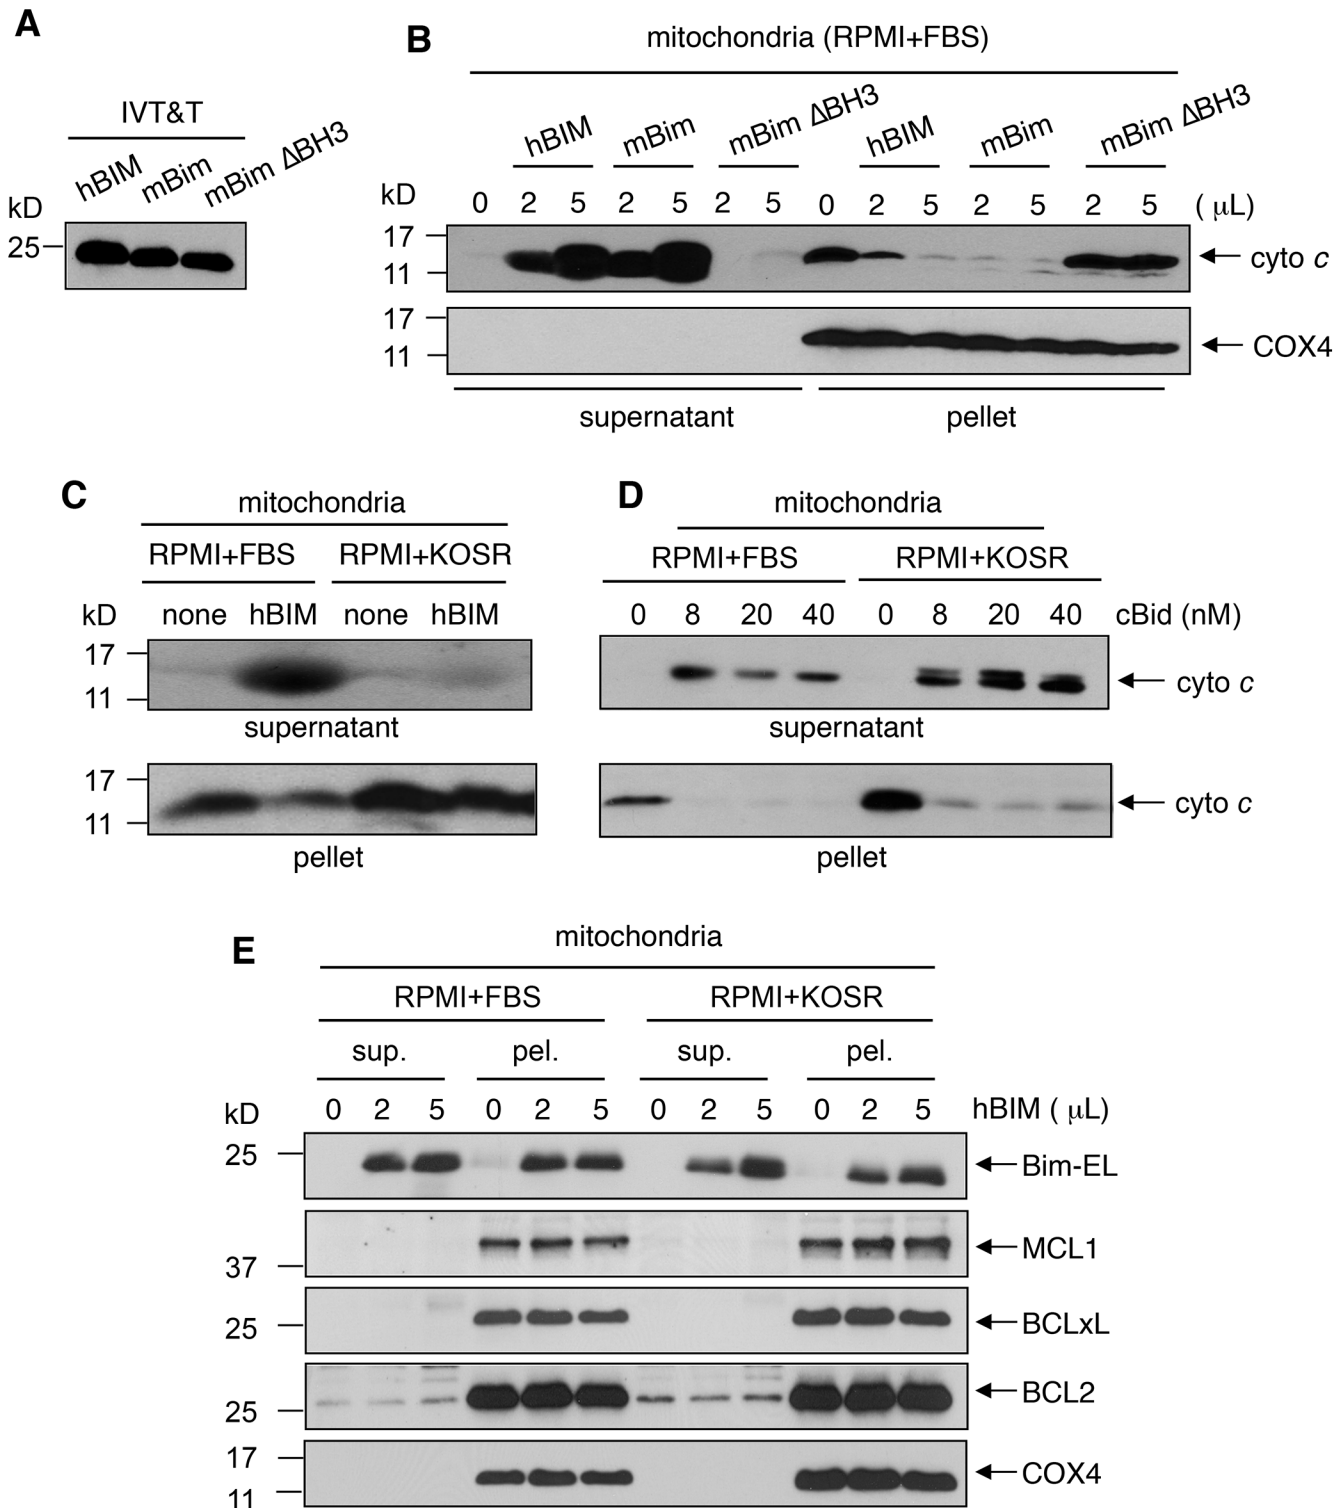 A
IVT&T
hBIM mBim mBim ΔBH3
kD
25
B
mitochondria (RPMI+FBS)
hBIM mBim mBim ΔBH3 hBIM mBim mBim ΔBH3
kD 0 2 5 2 5 2 5 0 2 5 2 5 2 5 ( μL)
17
11
cyto c
17
11
COX4
supernatant pellet
C
mitochondria
RPMI+FBS RPMI+KOSR
kD none hBIM none hBIM
17
11
supernatant
17
11
pellet
D
mitochondria
RPMI+FBS RPMI+KOSR
0 8 20 40 0 8 20 40 cBid (nM)
cyto c
supernatant
cyto c
pellet
E
mitochondria
RPMI+FBS RPMI+KOSR
sup. pel. sup. pel.
kD 0 2 5 0 2 5 0 2 5 0 2 5 hBIM ( μL)
25 Bim-EL
MCL1
37
25 BCLxL
BCL2
25
17
COX4
11